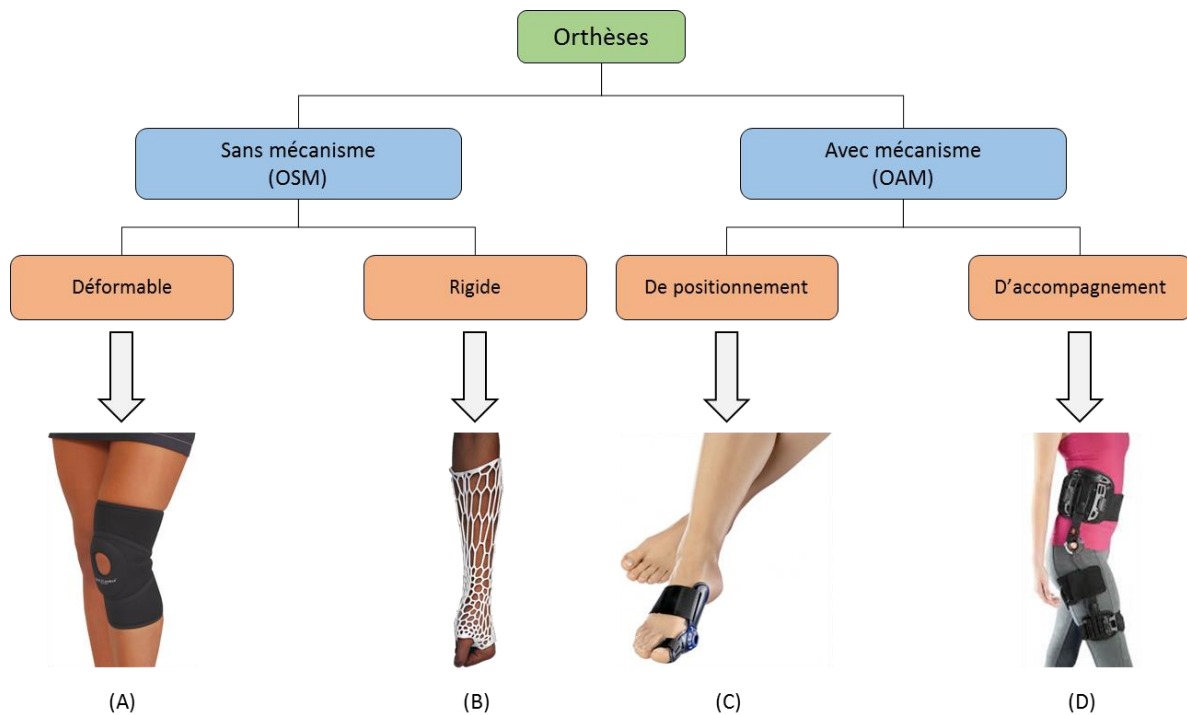 Orthèses
Sans mécanisme
(OSM)
Avec mécanisme
(OAM)
Déformable
Rigide
De positionnement
D'accompagnement
(A)
(B)
(C)
(D)